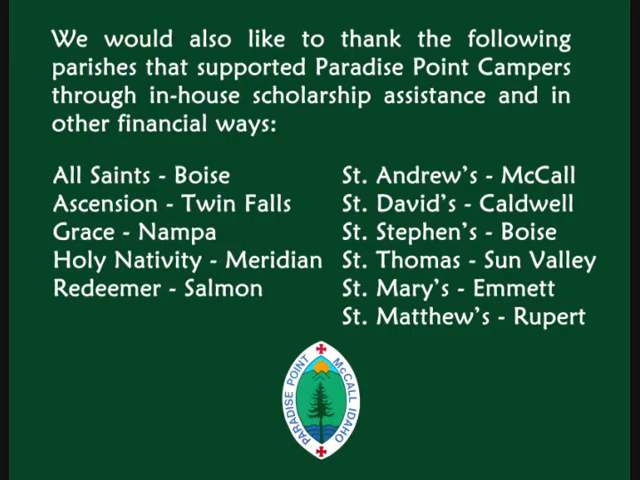 We would also like to thank the following
parishes that supported Paradise Point Campers
through in-house scholarship assistance and in
other financial ways:
All Saints - Boise
Ascension - Twin Falls
Grace - Nampa
Holy Nativity - Meridian
Redeemer - Salmon
St. Andrew's - McCall
St. David's - Caldwell
St. Stephen's - Boise
St. Thomas - Sun Valley
St. Mary's - Emmett
St. Matthew's - Rupert
PARADISE POINT
McCALL IDAHO